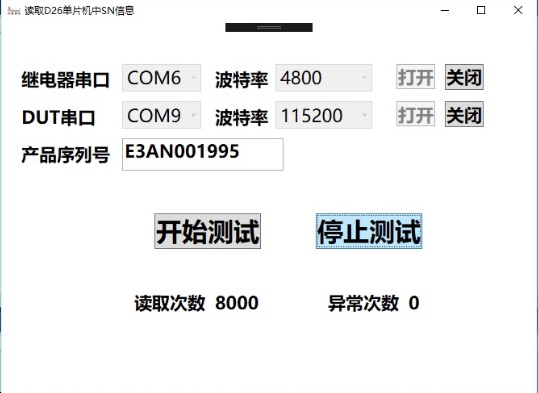 读取D26单片机中SN信息
继电器串口 COM6 波特率 4800 打开 关闭
DUT串口 COM9 波特率 115200 打开 关闭
产品序列号 E3AN001995
开始测试 停止测试
读取次数 8000 异常次数 0